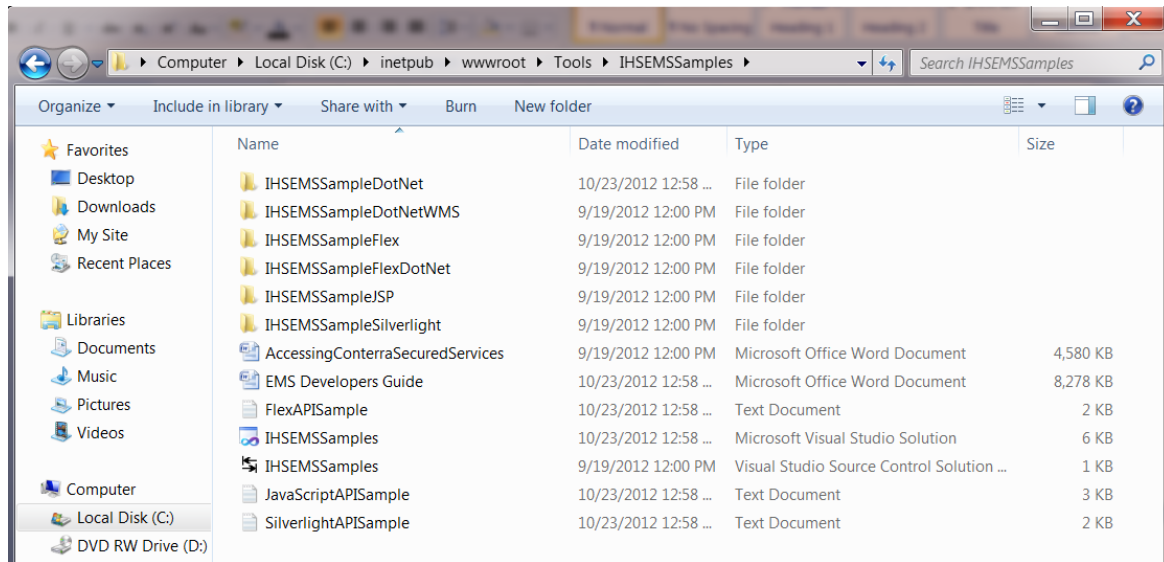 Computer Local Disk (C:) inetpub wwwroot Tools IHSEMSSamples Search IHSEMSSamples
Organize Include in library Share with Burn New folder
Favorites
Desktop
Downloads
My Site
Recent Places
Libraries
Documents
Music
Pictures
Videos
Computer
Local Disk (C:)
DVD RW Drive (D:)
Name Date modified Type Size
IHSEMSSampleDotNet 10/23/2012 12:58 ... File folder
IHSEMSSampleDotNetWMS 9/19/2012 12:00 PM File folder
IHSEMSSampleFlex 9/19/2012 12:00 PM File folder
IHSEMSSampleFlexDotNet 9/19/2012 12:00 PM File folder
IHSEMSSampleJSP 9/19/2012 12:00 PM File folder
IHSEMSSampleSilverlight 9/19/2012 12:00 PM File folder
AccessingConterraSecuredServices 9/19/2012 12:00 PM Microsoft Office Word Document 4,580 KB
EMS Developers Guide 10/23/2012 12:58 ... Microsoft Office Word Document 8,278 KB
FlexAPISample 10/23/2012 12:58 ... Text Document 2 KB
IHSEMSSamples 10/23/2012 12:58 ... Microsoft Visual Studio Solution 6 KB
IHSEMSSamples 9/19/2012 12:00 PM Visual Studio Source Control Solution ... 1 KB
JavaScriptAPISample 10/23/2012 12:58 ... Text Document 3 KB
SilverlightAPISample 10/23/2012 12:58 ... Text Document 2 KB